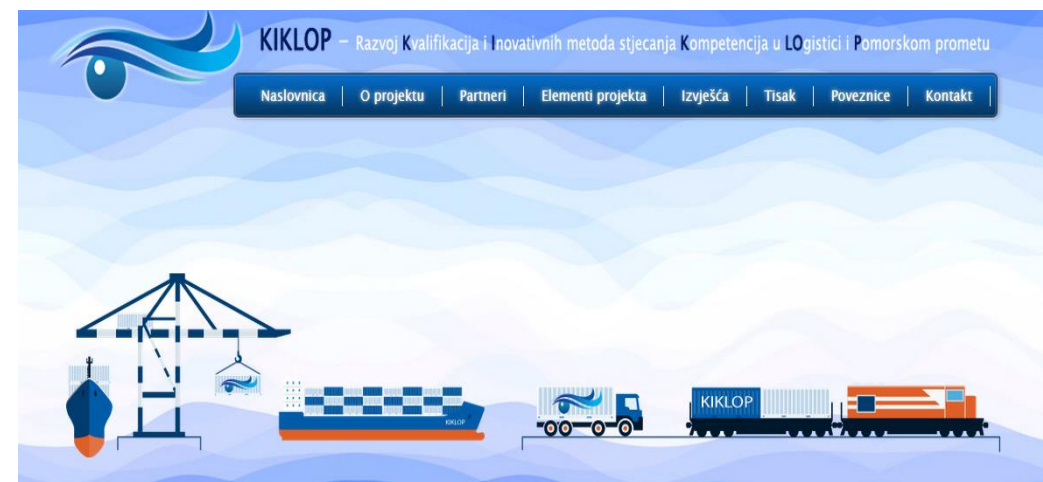 KIKLOP – Razvoj Kvalifikacija i Inovativnih metoda stjecanja Kompetencija u LOgistici i Pomorskom prometu
Naslovnica | O projektu | Partneri | Elementi projekta | Izvješća | Tisak | Poveznice | Kontakt |
KIKLOP
KIKLOP